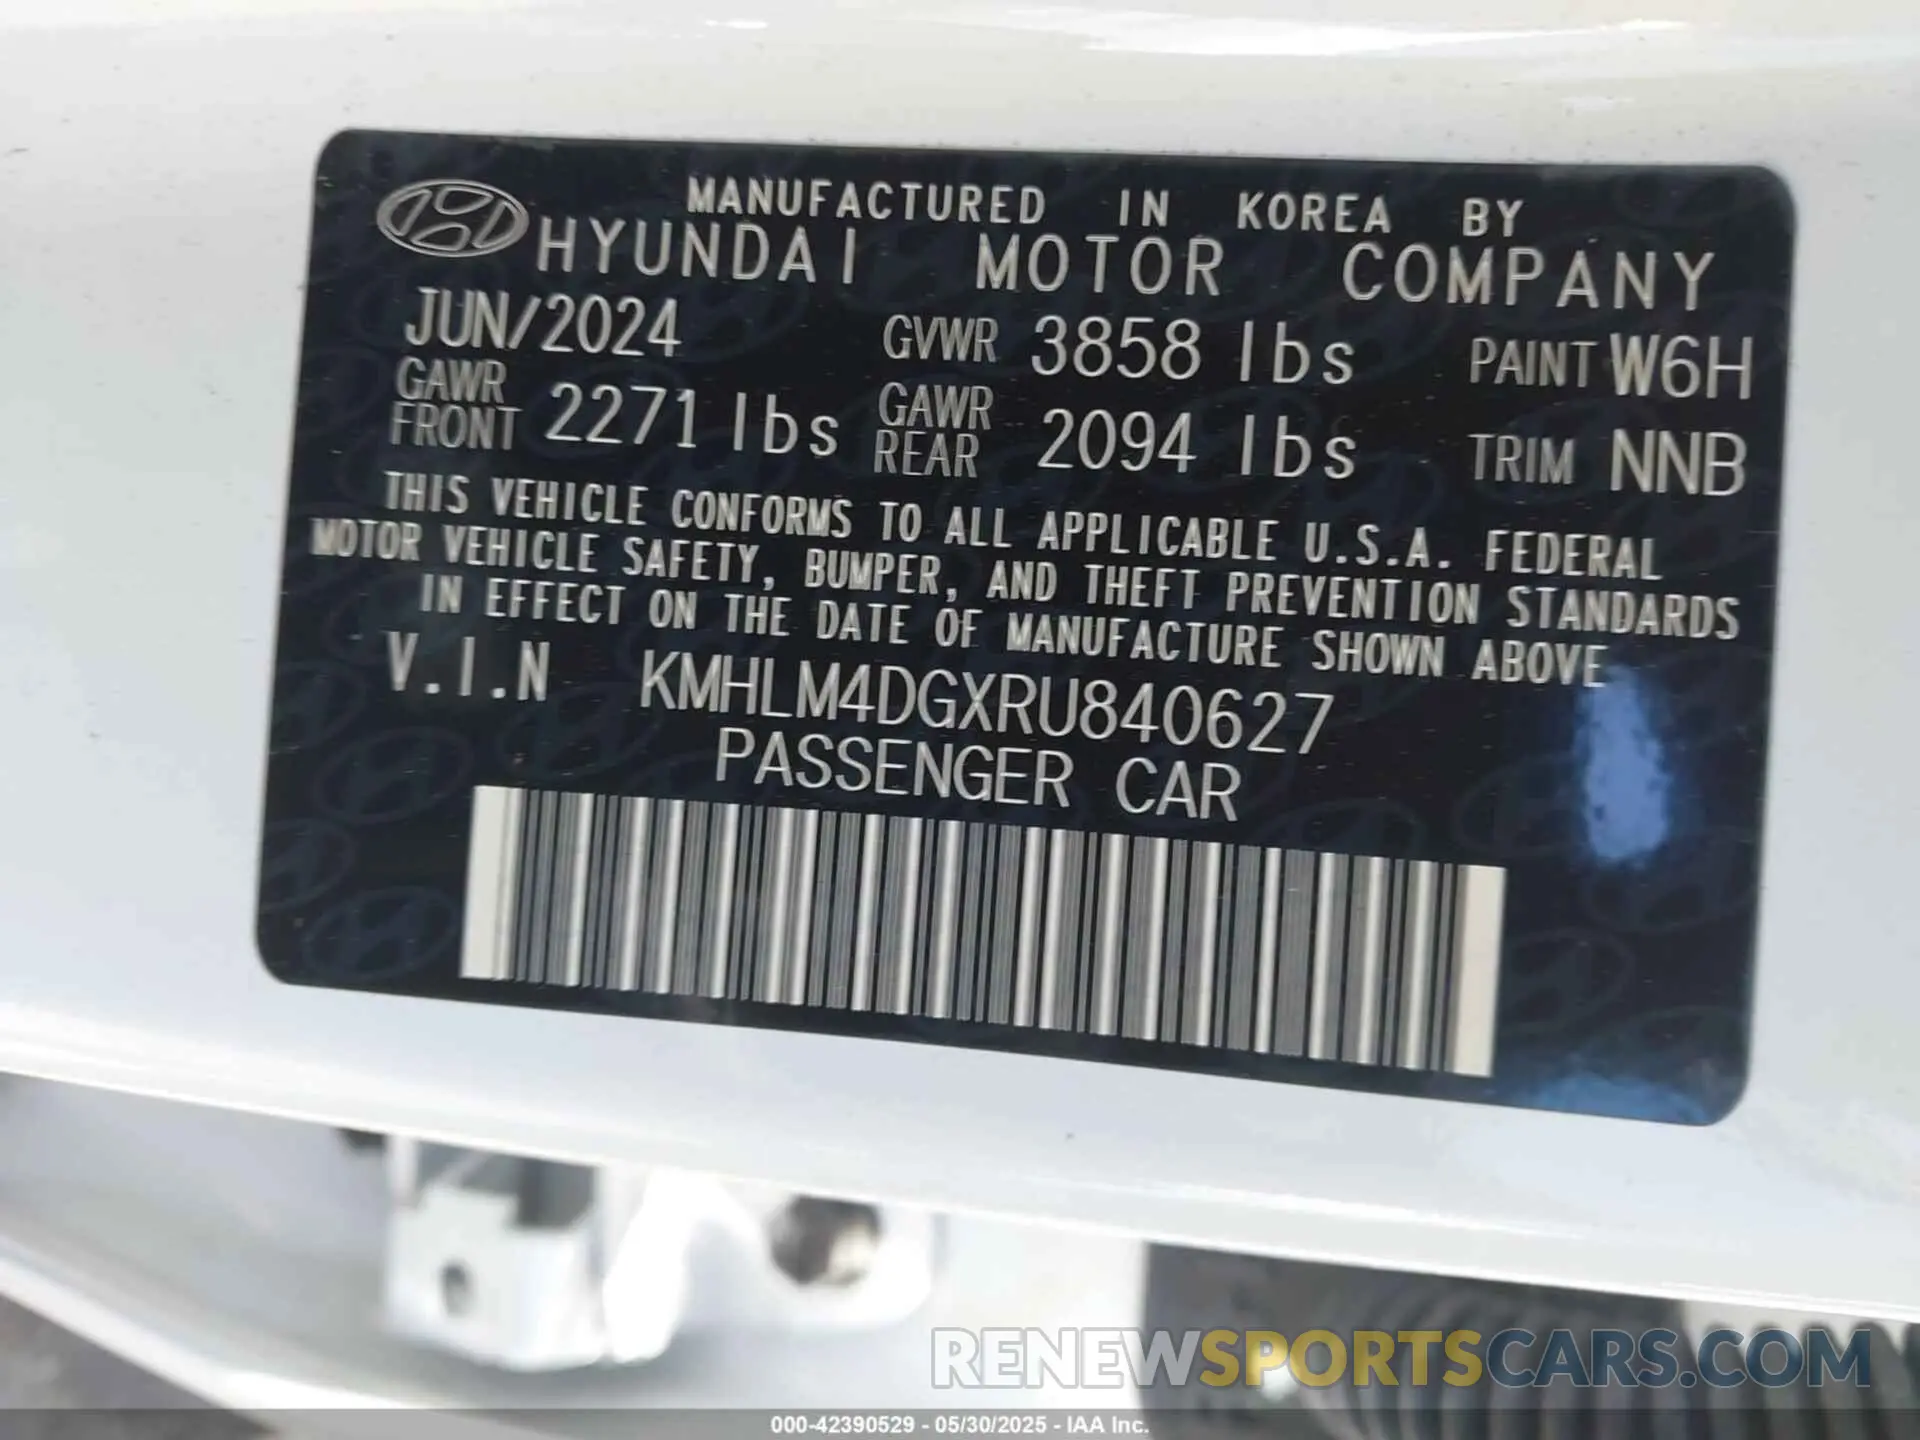 MANUFACTURED IN KOREA BY
HYUNDAI MOTOR COMPANY
JUN/2024 GVWR 3858 lbs PAINT W6H
GAWR FRONT 2271 lbs GAWR REAR 2094 lbs TRIM NNB
THIS VEHICLE CONFORMS TO ALL APPLICABLE U.S.A. FEDERAL
MOTOR VEHICLE SAFETY, BUMPER, AND THEFT PREVENTION STANDARDS
IN EFFECT ON THE DATE OF MANUFACTURE SHOWN ABOVE
V.I.N KMHLM4DGXRU840627
PASSENGER CAR
RENEWSPORTSCARS.COM
000-42390529 - 05/30/2025 - IAA Inc.